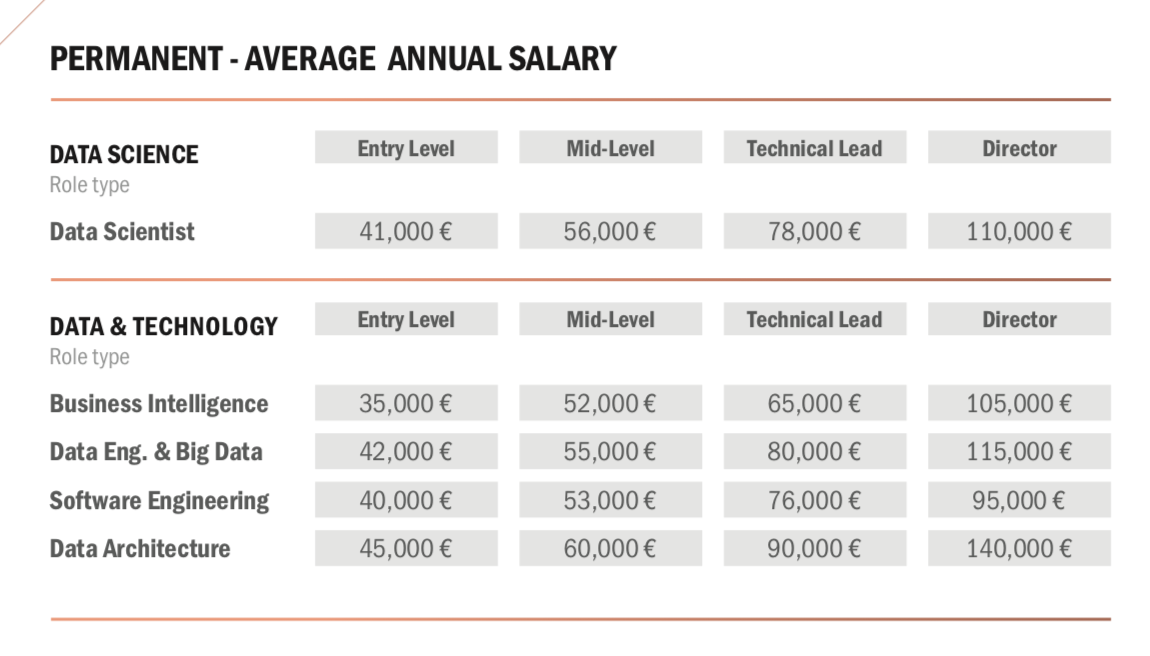 PERMANENT - AVERAGE ANNUAL SALARY
DATA SCIENCE Entry Level Mid-Level Technical Lead Director
Role type
Data Scientist 41,000 € 56,000 € 78,000 € 110,000 €
DATA & TECHNOLOGY Entry Level Mid-Level Technical Lead Director
Role type
Business Intelligence 35,000 € 52,000 € 65,000 € 105,000 €
Data Eng. & Big Data 42,000 € 55,000 € 80,000 € 115,000 €
Software Engineering 40,000 € 53,000 € 76,000 € 95,000 €
Data Architecture 45,000 € 60,000 € 90,000 € 140,000 €